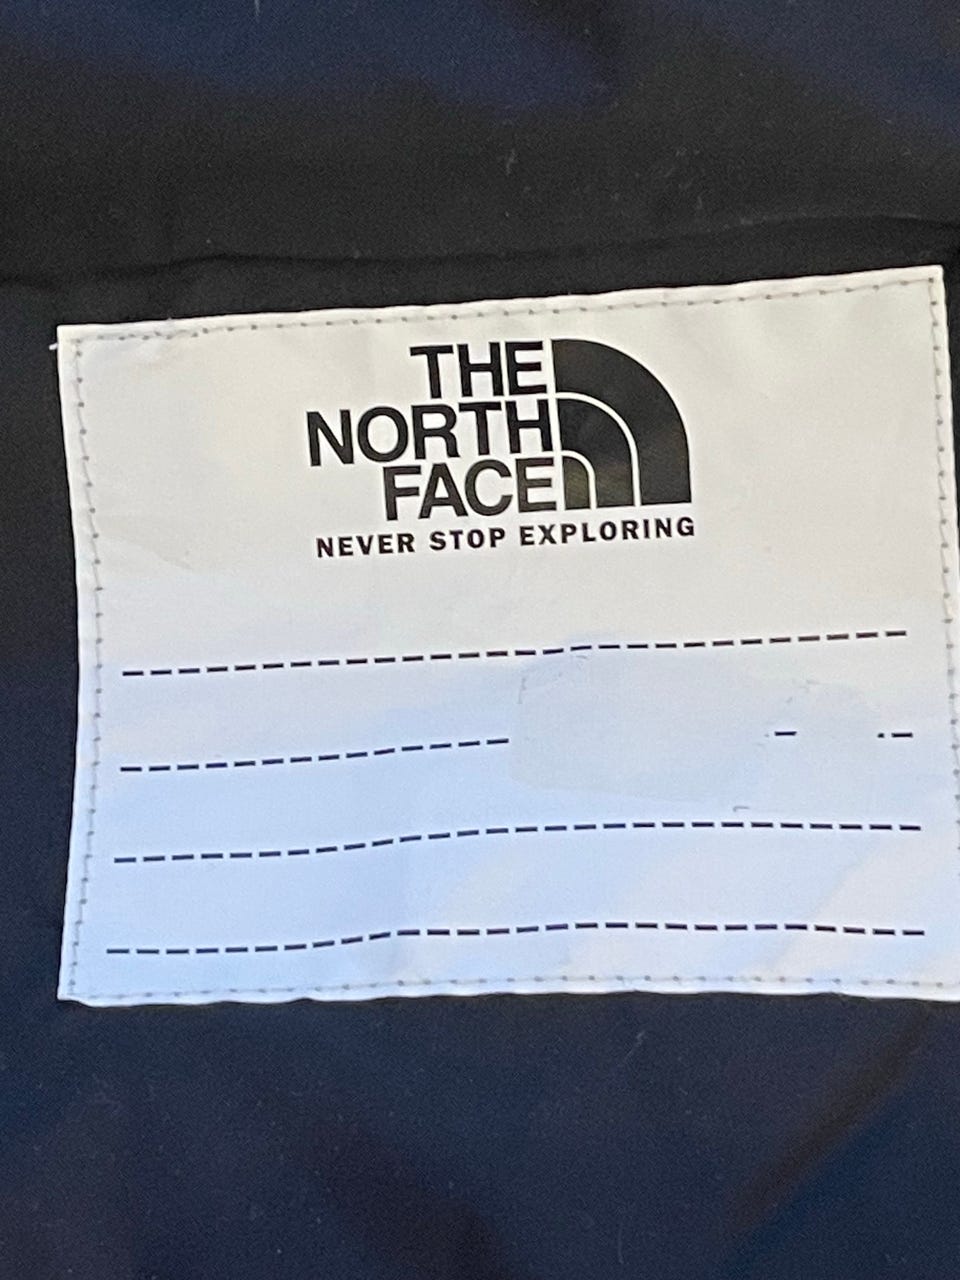 THE
NORTH
FACE
NEVER STOP EXPLORING